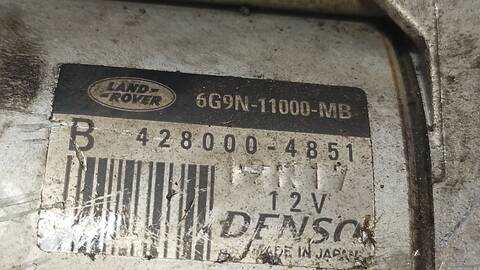 LAND-
ROVER
6G9N-11000-MB
B 428000-4851
12V
DENSO
MADE IN JAPAN